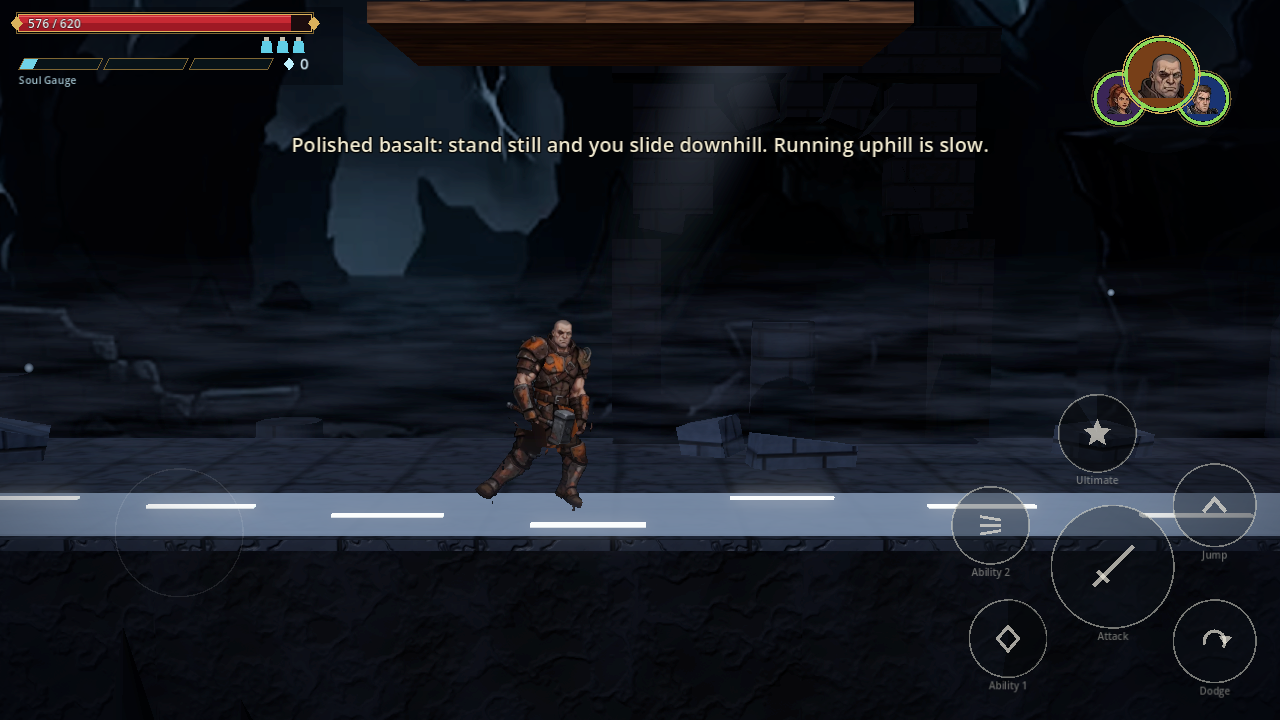 576 / 620
0
Soul Gauge
Polished basalt: stand still and you slide downhill. Running uphill is slow.
Ultimate
Jump
Ability 2
Attack
Ability 1
Dodge